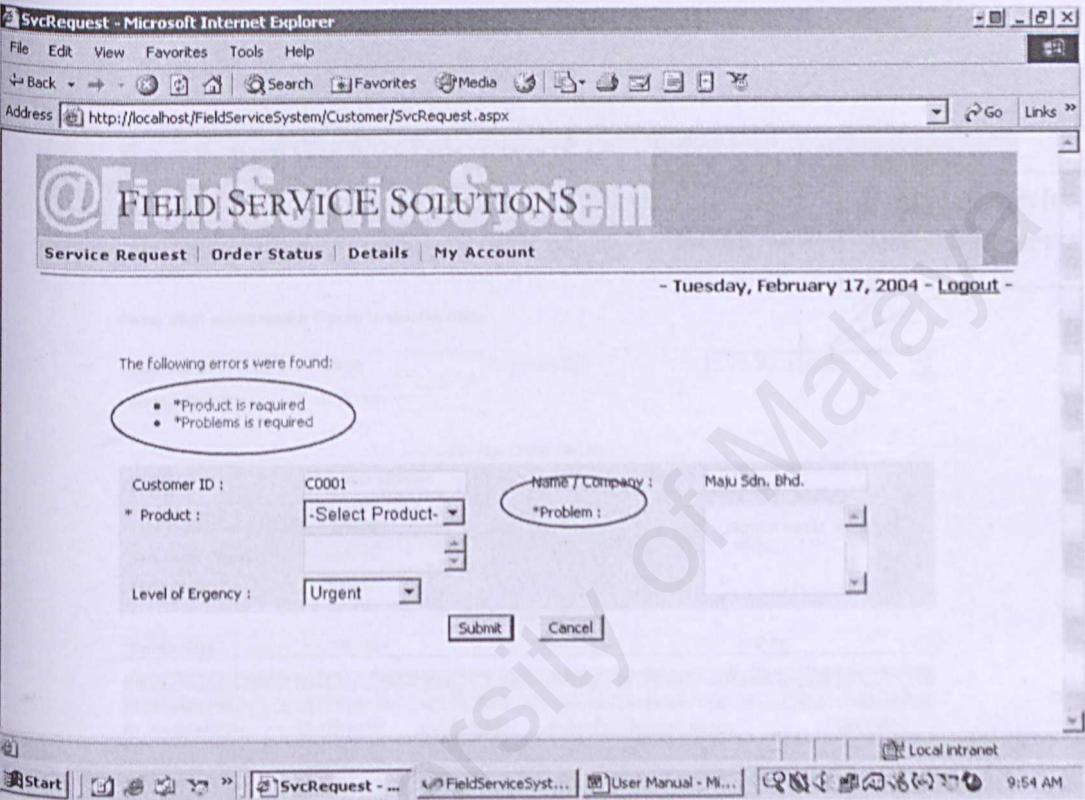 SvcRequest - Microsoft Internet Explorer
File Edit View Favorites Tools Help
Back Search Favorites Media
Address http://localhost/FieldServiceSystem/Customer/SvcRequest.aspx Go Links »
@FieldServiceSystem
FIELD SERVICE SOLUTIONS
Service Request | Order Status | Details | My Account
- Tuesday, February 17, 2004 - Logout -
The following errors were found:
• *Product is required
• *Problems is required
Customer ID : C0001 Name / Company : Maju Sdn. Bhd.
* Product : -Select Product- *Problem :
Level of Ergency : Urgent
Submit Cancel
Local intranet
Start » SvcRequest - ... FieldServiceSyst... User Manual - Mi... 9:54 AM
University of Malaya